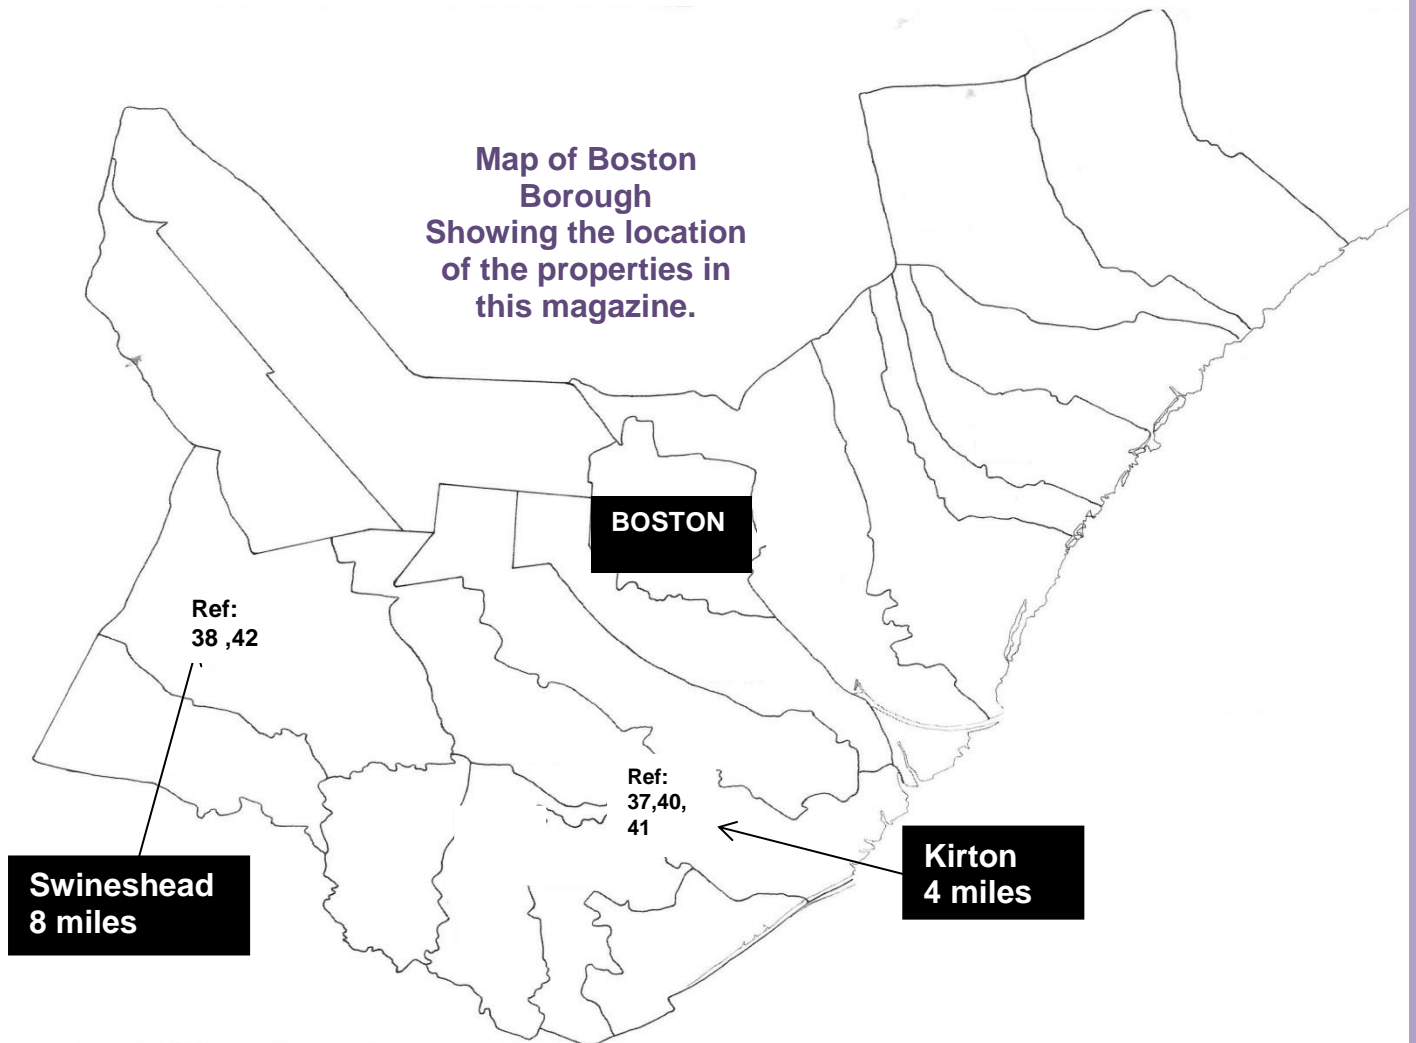 Map of Boston
Borough
Showing the location
of the properties in
this magazine.
BOSTON
Ref:
38 ,42
Ref:
37,40,
41
Kirton
4 miles
Swineshead
8 miles